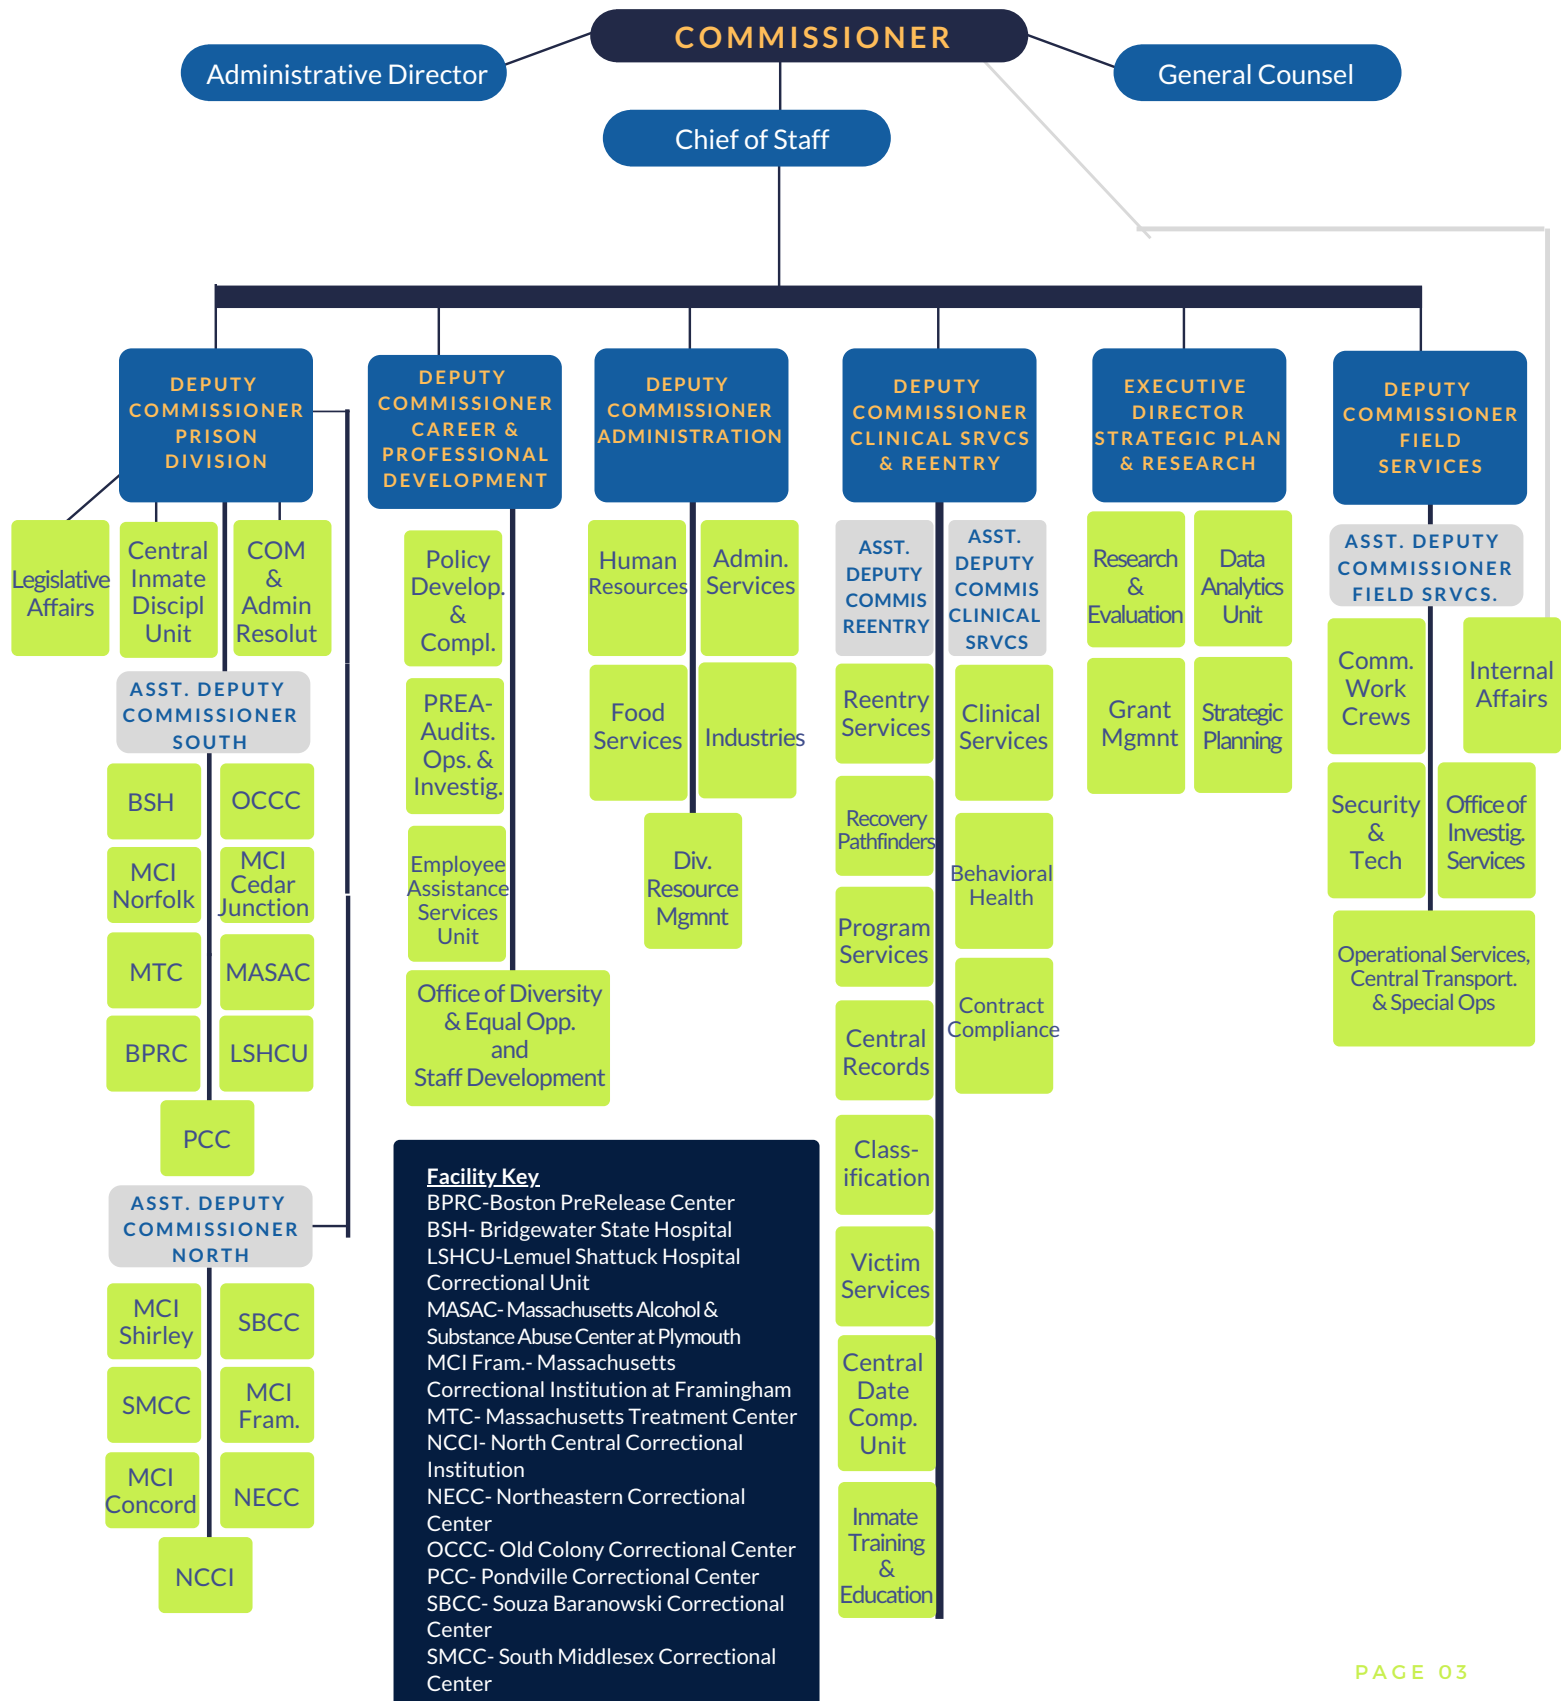 COMMISSIONER
Administrative Director
General Counsel
Chief of Staff
DEPUTY
COMMISSIONER
PRISON
DIVISION
Legislative
Affairs
Central
Inmate
Discipl
Unit
COM
&
Admin
Resolut
ASST. DEPUTY
COMMISSIONER
SOUTH
BSH
OCCC
MCI
Norfolk
MCI
Cedar
Junction
MTC
MASAC
BPRC
LSHCU
PCC
ASST. DEPUTY
COMMISSIONER
NORTH
MCI
Shirley
SBCC
SMCC
MCI
Fram.
MCI
Concord
NECC
NCCI
DEPUTY
COMMISSIONER
CAREER &
PROFESSIONAL
DEVELOPMENT
Policy
Develop.
&
Compl.
PREA-
Audits.
Ops. &
Investig.
Employee
Assistance
Services
Unit
Office of Diversity
& Equal Opp.
and
Staff Development
DEPUTY
COMMISSIONER
ADMINISTRATION
Human
Resources
Admin.
Services
Food
Services
Industries
Div.
Resource
Mgmnt
DEPUTY
COMMISSIONER
CLINICAL SRVCS
& REENTRY
ASST.
DEPUTY
COMMIS
REENTRY
Reentry
Services
Recovery
Pathfinders
Program
Services
Central
Records
Class-
ification
Victim
Services
Central
Date
Comp.
Unit
Inmate
Training
&
Education
ASST.
DEPUTY
COMMIS
CLINICAL
SRVCS
Clinical
Services
Behavioral
Health
Contract
Compliance
EXECUTIVE
DIRECTOR
STRATEGIC PLAN
& RESEARCH
Research
&
Evaluation
Data
Analytics
Unit
Grant
Mgmnt
Strategic
Planning
DEPUTY
COMMISSIONER
FIELD
SERVICES
ASST. DEPUTY
COMMISSIONER
FIELD SRVCS.
Comm.
Work
Crews
Internal
Affairs
Security
&
Tech
Office of
Investig.
Services
Operational Services,
Central Transport.
& Special Ops
Facility Key
BPRC-Boston PreRelease Center
BSH- Bridgewater State Hospital
LSHCU-Lemuel Shattuck Hospital
Correctional Unit
MASAC- Massachusetts Alcohol &
Substance Abuse Center at Plymouth
MCI Fram.- Massachusetts
Correctional Institution at Framingham
MTC- Massachusetts Treatment Center
NCCI- North Central Correctional
Institution
NECC- Northeastern Correctional
Center
OCCC- Old Colony Correctional Center
PCC- Pondville Correctional Center
SBCC- Souza Baranowski Correctional
Center
SMCC- South Middlesex Correctional
Center
PAGE 03